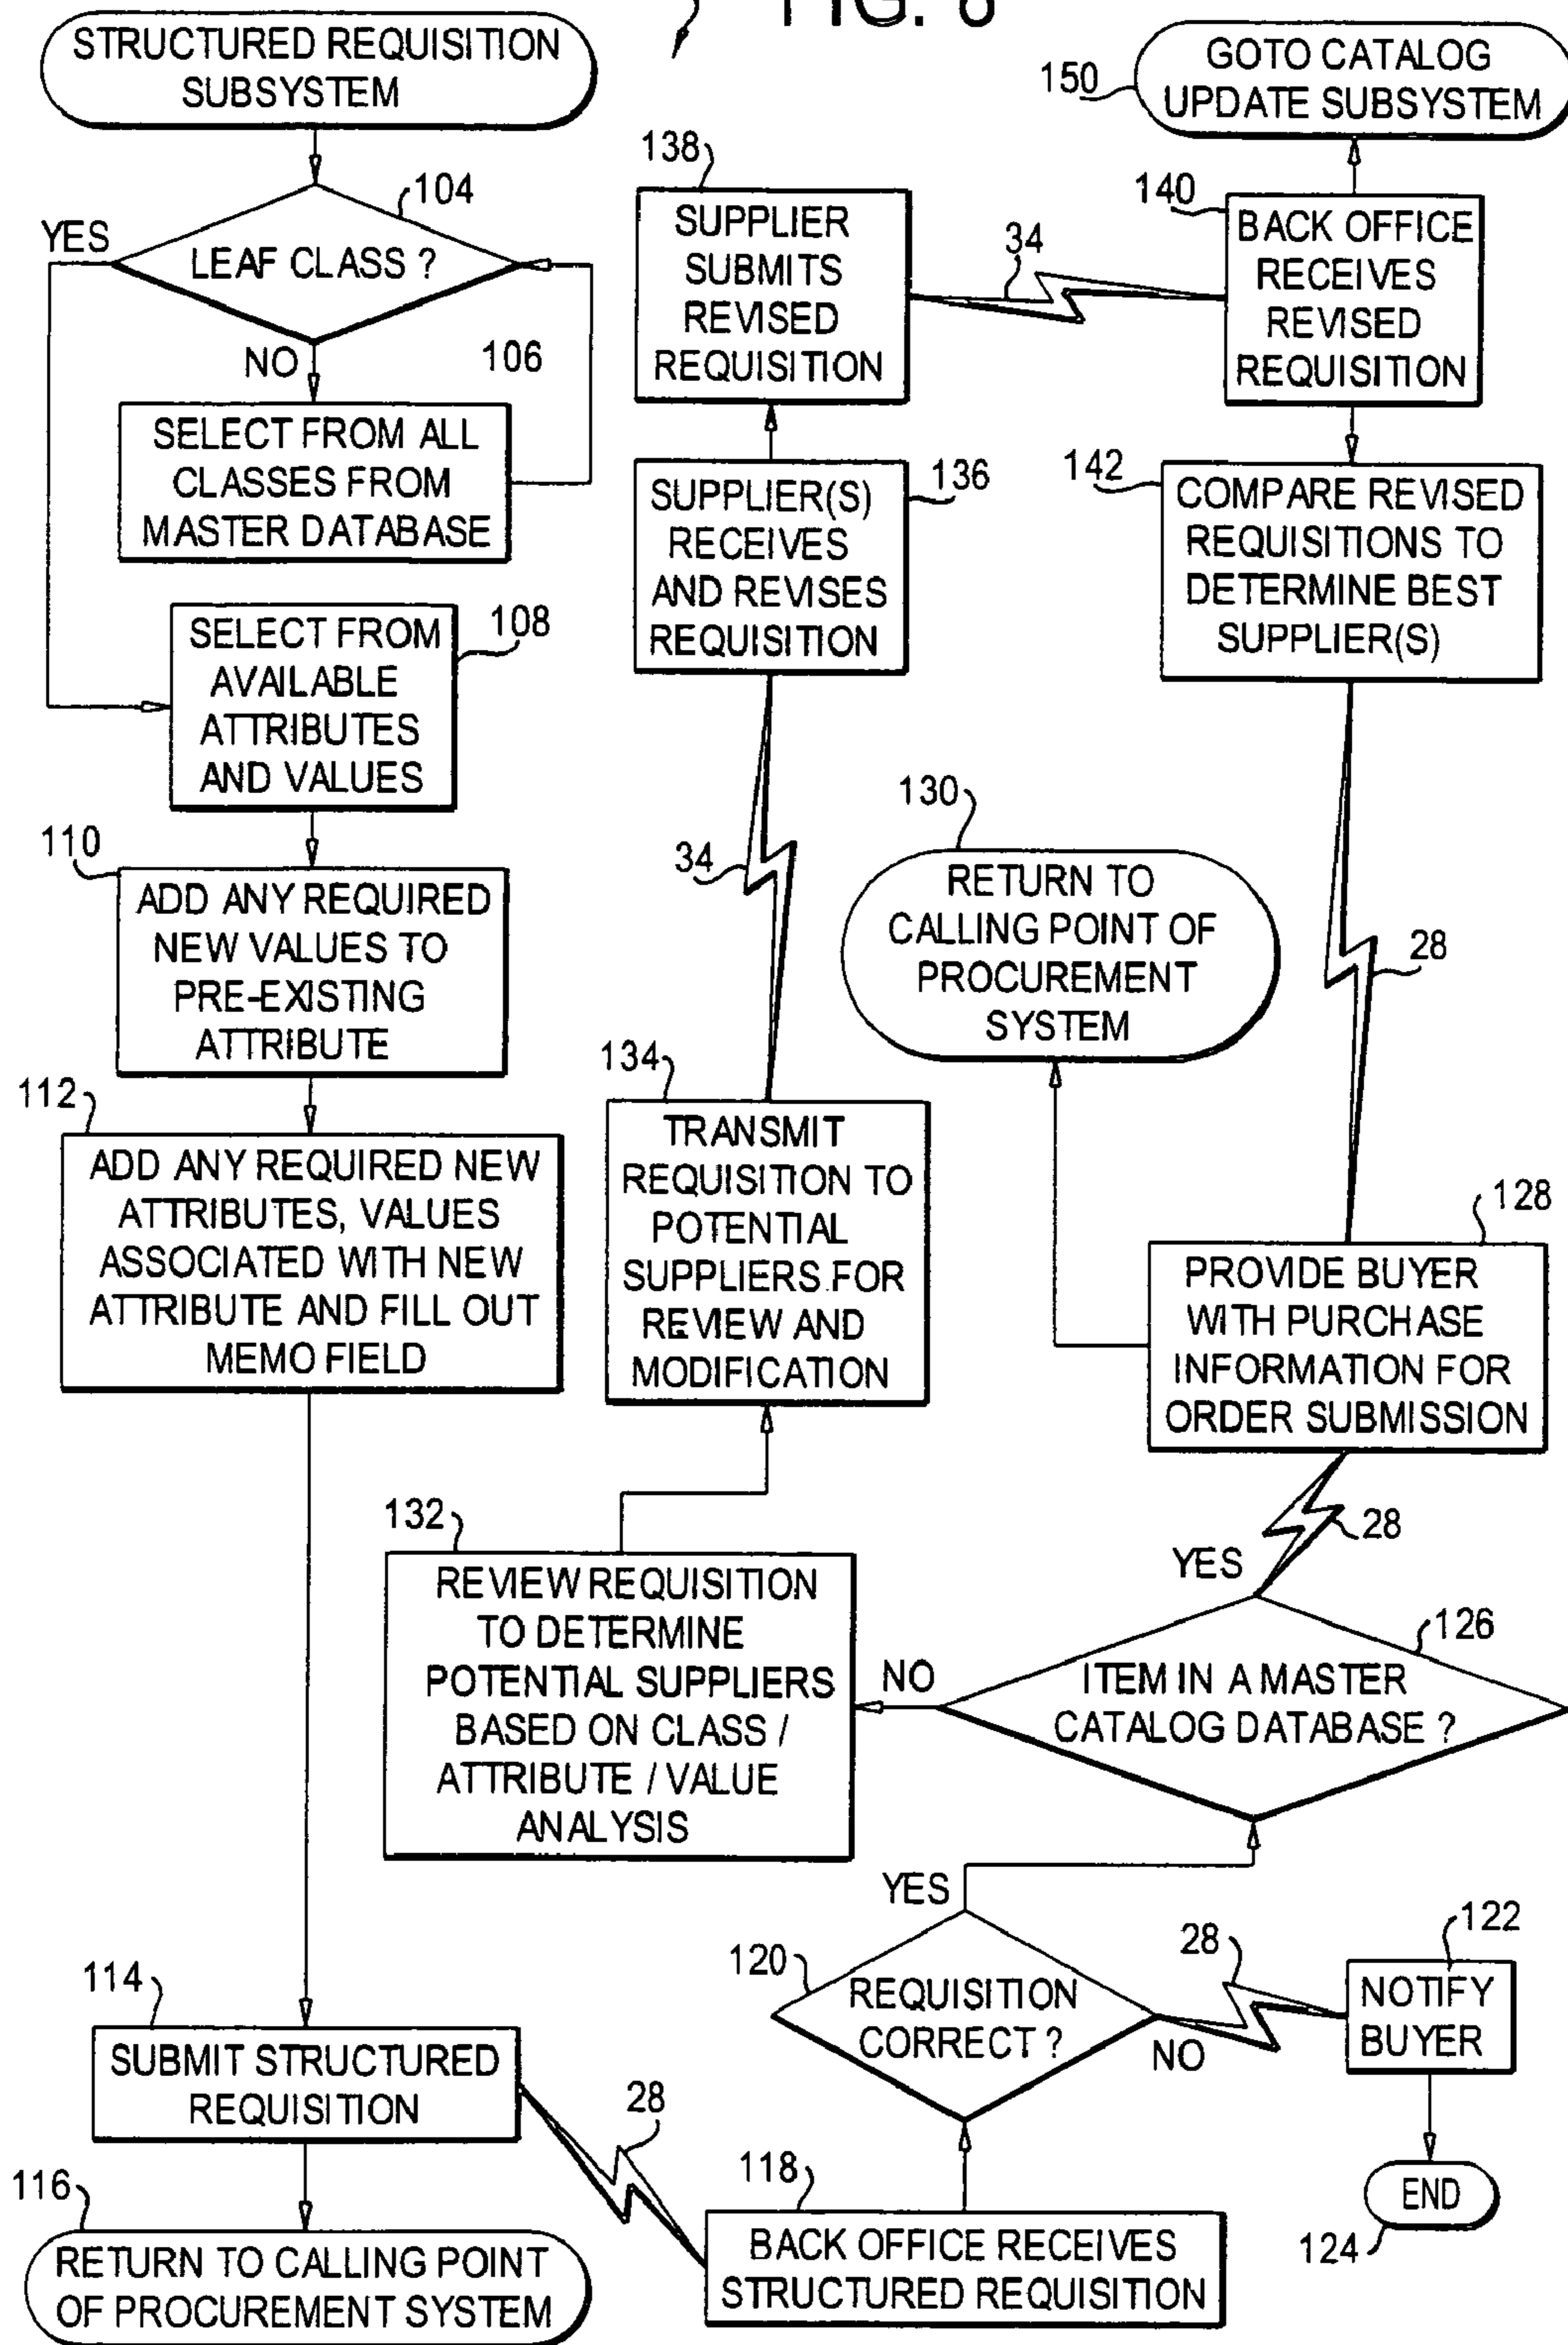 FIG. 8
STRUCTURED REQUISITION
SUBSYSTEM
104
YES
LEAF CLASS ?
NO
106
SELECT FROM ALL
CLASSES FROM
MASTER DATABASE
SELECT FROM
AVAILABLE
ATTRIBUTES
AND VALUES
108
110
ADD ANY REQUIRED
NEW VALUES TO
PRE-EXISTING
ATTRIBUTE
112
ADD ANY REQUIRED NEW
ATTRIBUTES, VALUES
ASSOCIATED WITH NEW
ATTRIBUTE AND FILL OUT
MEMO FIELD
114
SUBMIT STRUCTURED
REQUISITION
28
116
RETURN TO CALLING POINT
OF PROCUREMENT SYSTEM
118
BACK OFFICE RECEIVES
STRUCTURED REQUISITION
120
REQUISITION
CORRECT ?
YES
NO
28
122
NOTIFY
BUYER
END
124
126
ITEM IN A MASTER
CATALOG DATABASE ?
NO
YES
28
132
REVIEW REQUISITION
TO DETERMINE
POTENTIAL SUPPLIERS
BASED ON CLASS /
ATTRIBUTE / VALUE
ANALYSIS
134
TRANSMIT
REQUISITION TO
POTENTIAL
SUPPLIERS FOR
REVIEW AND
MODIFICATION
34
136
SUPPLIER(S)
RECEIVES
AND REVISES
REQUISITION
138
SUPPLIER
SUBMITS
REVISED
REQUISITION
34
140
BACK OFFICE
RECEIVES
REVISED
REQUISITION
150
GOTO CATALOG
UPDATE SUBSYSTEM
142
COMPARE REVISED
REQUISITIONS TO
DETERMINE BEST
SUPPLIER(S)
28
128
PROVIDE BUYER
WITH PURCHASE
INFORMATION FOR
ORDER SUBMISSION
130
RETURN TO
CALLING POINT OF
PROCUREMENT
SYSTEM